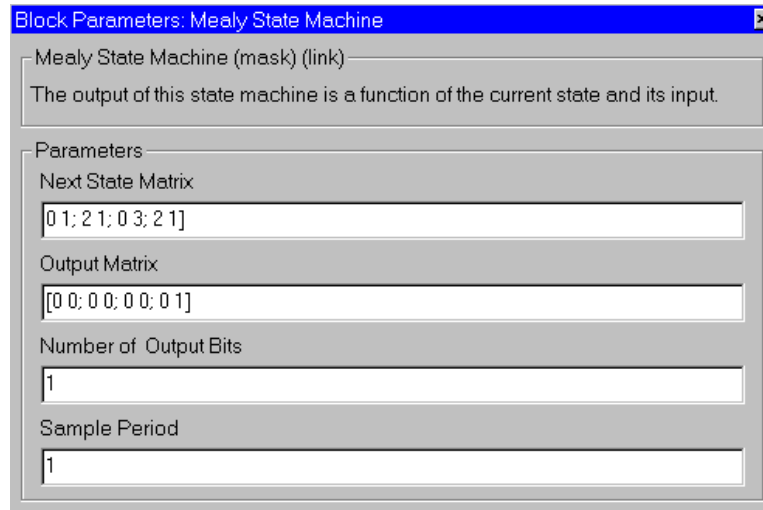 Block Parameters: Mealy State Machine
Mealy State Machine (mask) (link)
The output of this state machine is a function of the current state and its input.
Parameters
Next State Matrix
0 1; 2 1; 0 3; 2 1]
Output Matrix
[0 0; 0 0; 0 0; 0 1]
Number of Output Bits
1
Sample Period
1